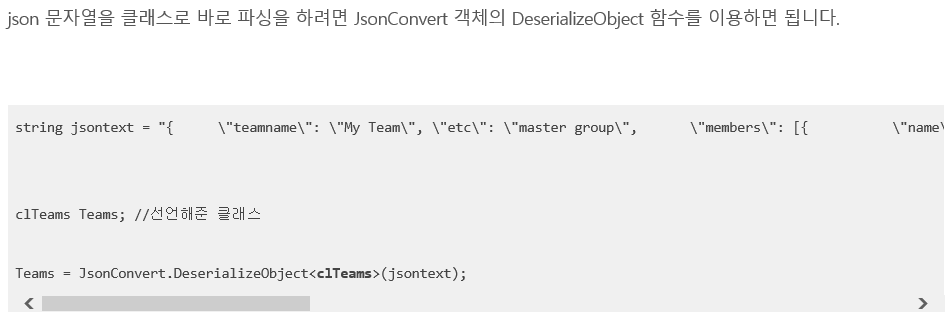 json 문자열을 클래스로 바로 파싱을 하려면 JsonConvert 객체의 DeserializeObject 함수를 이용하면 됩니다.
string jsontext = "{ \"teamname\": \"My Team\", \"etc\": \"master group\", \"members\": [{ \"name\
clTeams Teams; //선언해준 클래스
Teams = JsonConvert.DeserializeObject<clTeams>(jsontext);